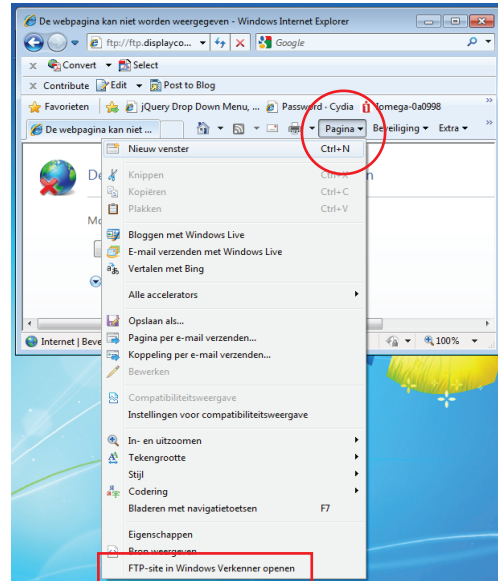 De webpagina kan niet worden weergegeven - Windows Internet Explorer
ftp://ftp.displayco... Google
x Convert Select
x Contribute Edit Post to Blog
Favorieten jQuery Drop Down Menu, ... Password - Cydia Iomega-0a0998
De webpagina kan niet ... Pagina Beveiliging Extra
Nieuw venster Ctrl+N
De n
Knippen Ctrl+X
Kopiëren Ctrl+C
Plakken Ctrl+V
Bloggen met Windows Live
E-mail verzenden met Windows Live
Vertalen met Bing
Alle accelerators
Opslaan als...
Pagina per e-mail verzenden...
Internet | Beve 100%
Koppeling per e-mail verzenden...
Bewerken
Compatibiliteitsweergave
Instellingen voor compatibiliteitsweergave
In- en uitzoomen
Tekengrootte
Stijl
Codering
Bladeren met navigatietoetsen F7
Eigenschappen
Bron weergeven
FTP-site in Windows Verkenner openen